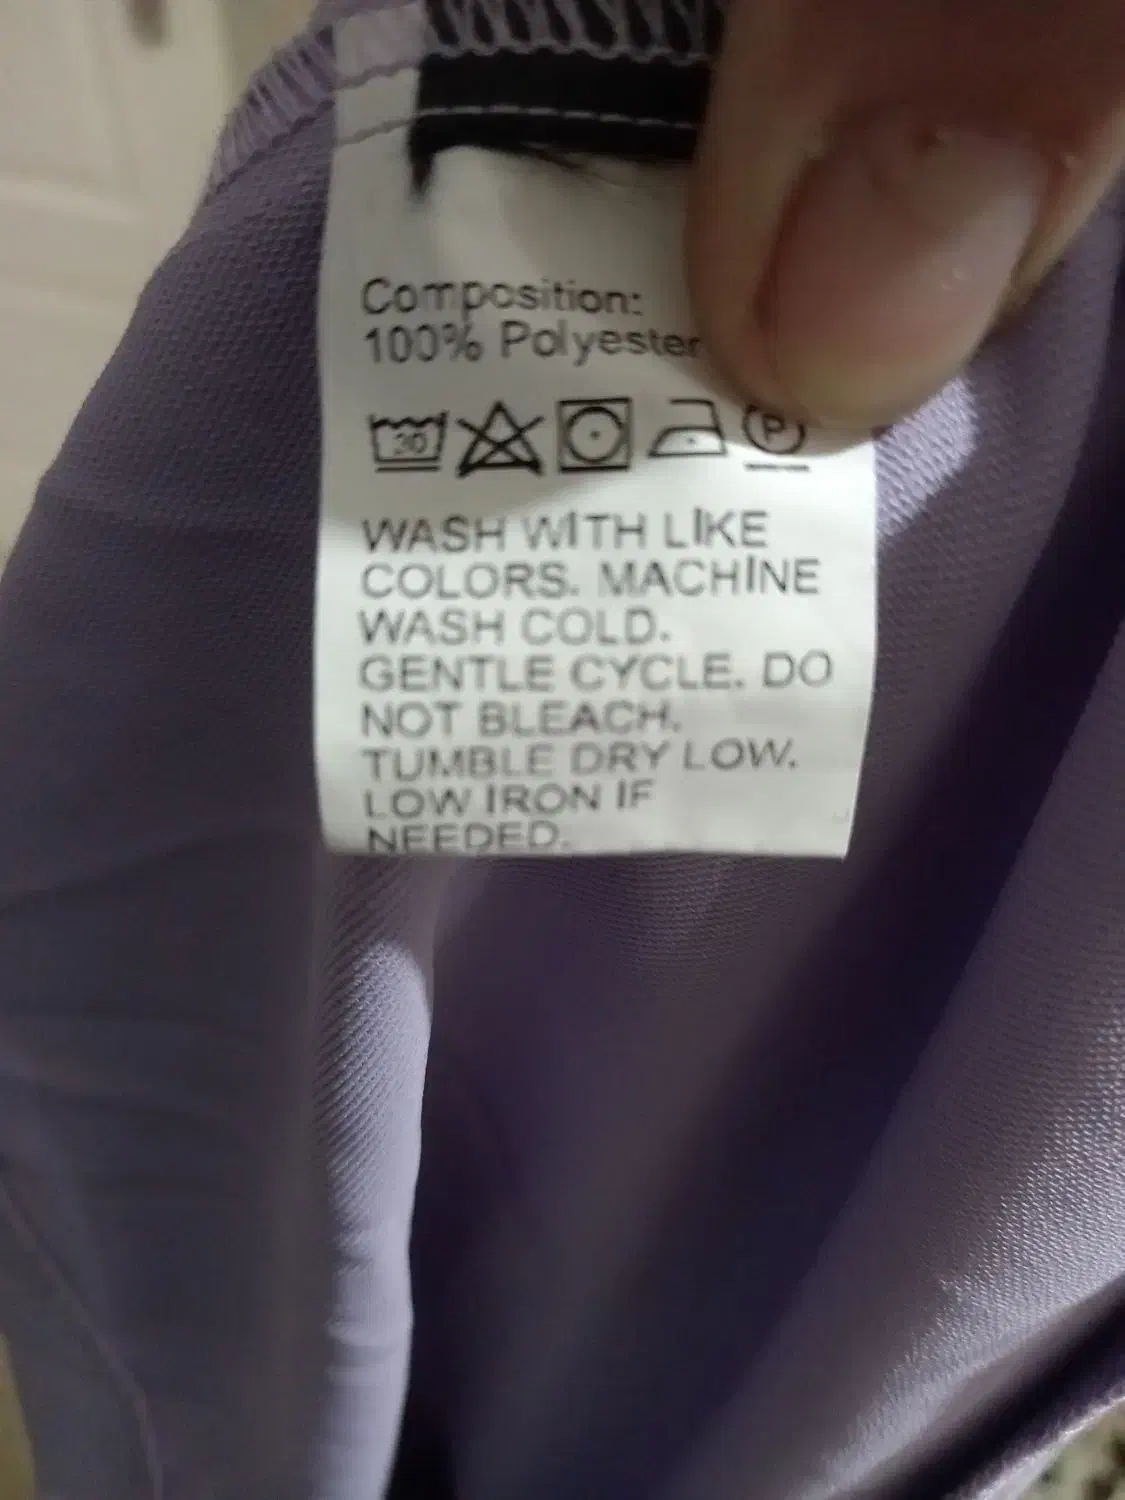 Composition:
100% Polyester
30 P
WASH WITH LIKE
COLORS. MACHINE
WASH COLD.
GENTLE CYCLE. DO
NOT BLEACH.
TUMBLE DRY LOW.
LOW IRON IF
NEEDED.